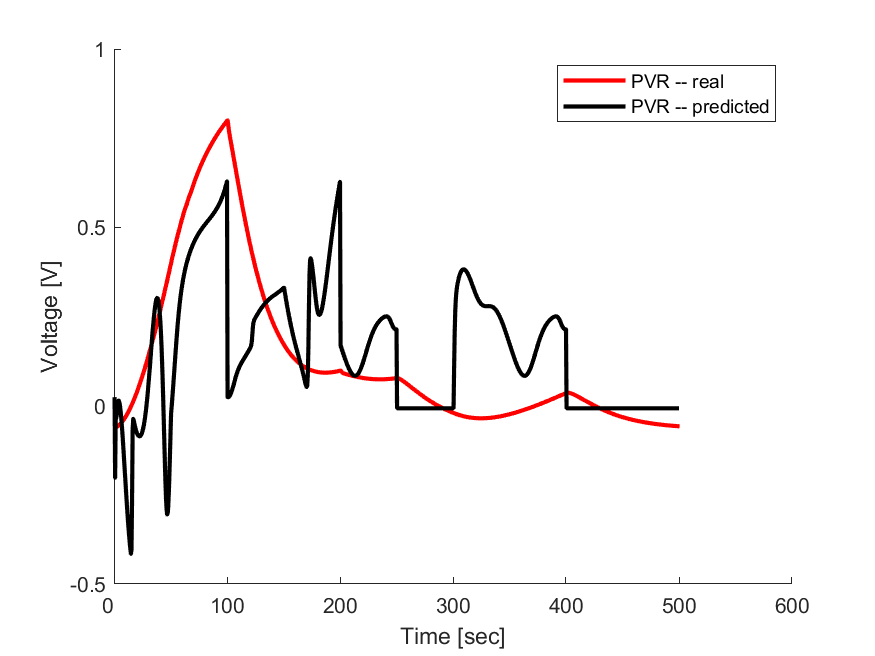 1
PVR -- real
PVR -- predicted
0.5
Voltage [V]
0
-0.5
0 100 200 300 400 500 600
Time [sec]